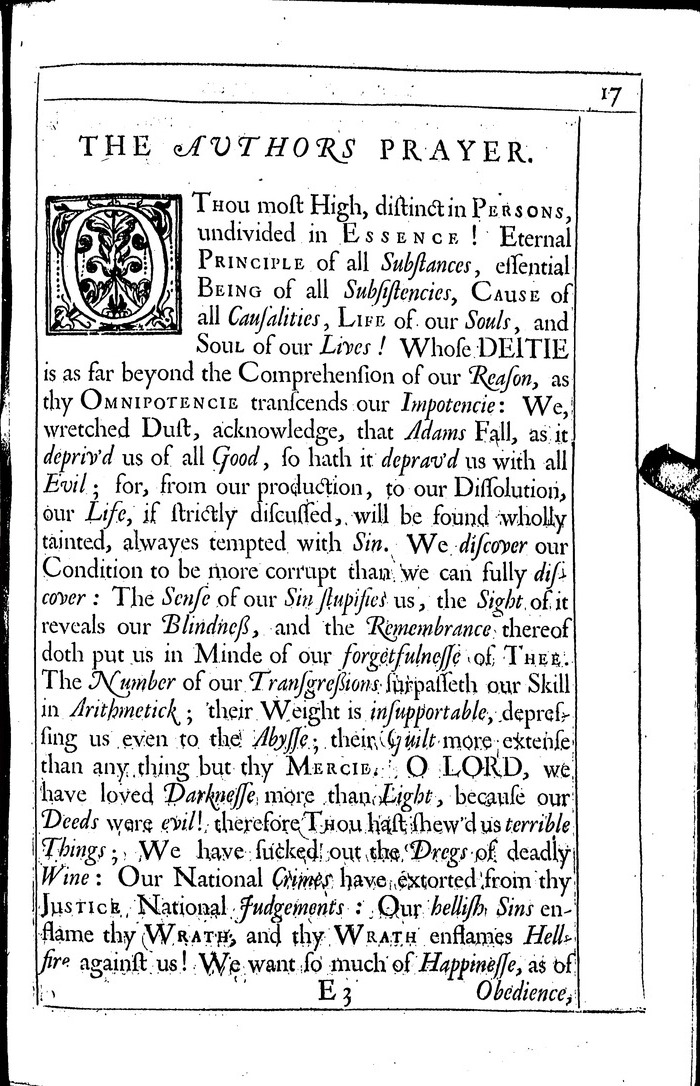 17
THE AUTHORS PRAYER.
O THou moſt High, diſtinct in PERSONS,
undivided in ESSENCE! Eternal
PRINCIPLE of all Subſtances, eſſential
BEING of all Subſiſtencies, CAUSE of
all Cauſalities, LIFE of our Souls, and
SOUL of our Lives! Whoſe DEITIE
is as far beyond the Comprehenſion of our Reaſon, as
thy OMNIPOTENCIE tranſcends our Impotencie: We,
wretched Duſt, acknowledge, that Adams Fall, as it
depriv'd us of all Good, ſo hath it deprav'd us with all
Evil; for, from our production, to our Diſſolution,
our Life, if ſtrictly diſcuſſed, will be found wholly
tainted, alwayes tempted with Sin. We diſcover our
Condition to be more corrupt than we can fully diſ-
cover: The Senſe of our Sin ſtupifies us, the Sight of it
reveals our Blindneß, and the Remembrance thereof
doth put us in Minde of our forgetfulneſſe of THEE.
The Number of our Tranſgreßions ſurpaſſeth our Skill
in Arithmetick; their Weight is inſupportable, depreſ-
ſing us even to the Abyſſe; their Guilt more extenſe
than any thing but thy MERCIE. O LORD, we
have loved Darkneſſe more than Light, becauſe our
Deeds were evil! therefore THou haſt ſhew'd us terrible
Things; We have ſucked out the Dregs of deadly
Wine: Our National Crimes have extorted from thy
JUSTICE National Judgements: Our helliſh Sins en-
flame thy WRATH, and thy WRATH enflames Hell-
fire againſt us! We want ſo much of Happineſſe, as of
E 3 Obedience,